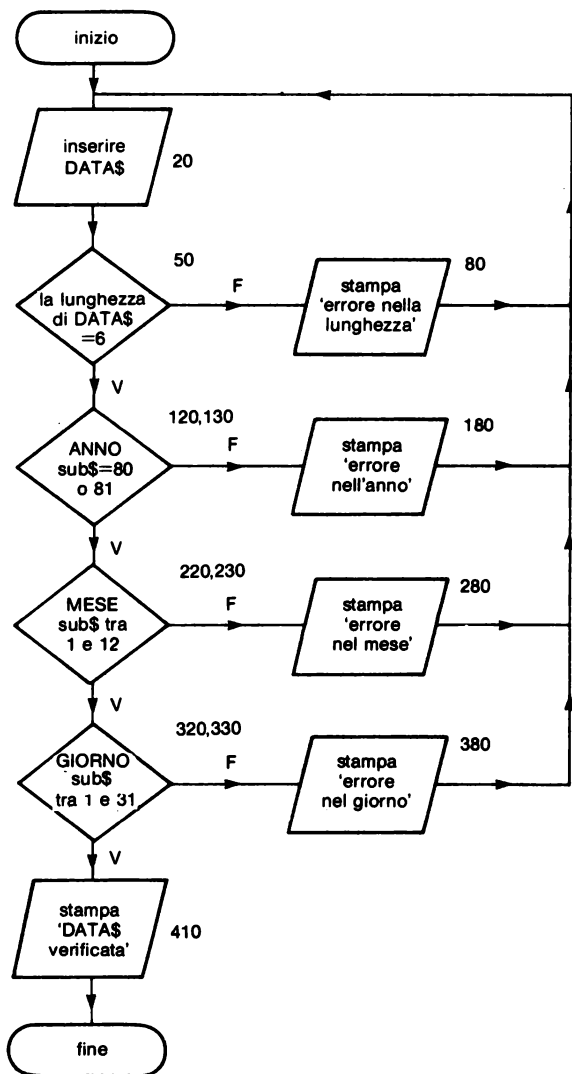 inizio
inserire
DATA$
20
50
la lunghezza
di DATA$
=6
F
stampa
'errore nella
lunghezza'
80
V
120,130
ANNO
sub$=80
o 81
F
stampa
'errore
nell'anno'
180
V
220,230
MESE
sub$ tra
1 e 12
F
stampa
'errore
nel mese'
280
V
320,330
GIORNO
sub$
tra 1 e 31
F
stampa
'errore
nel giorno'
380
V
stampa
'DATA$
verificata'
410
fine